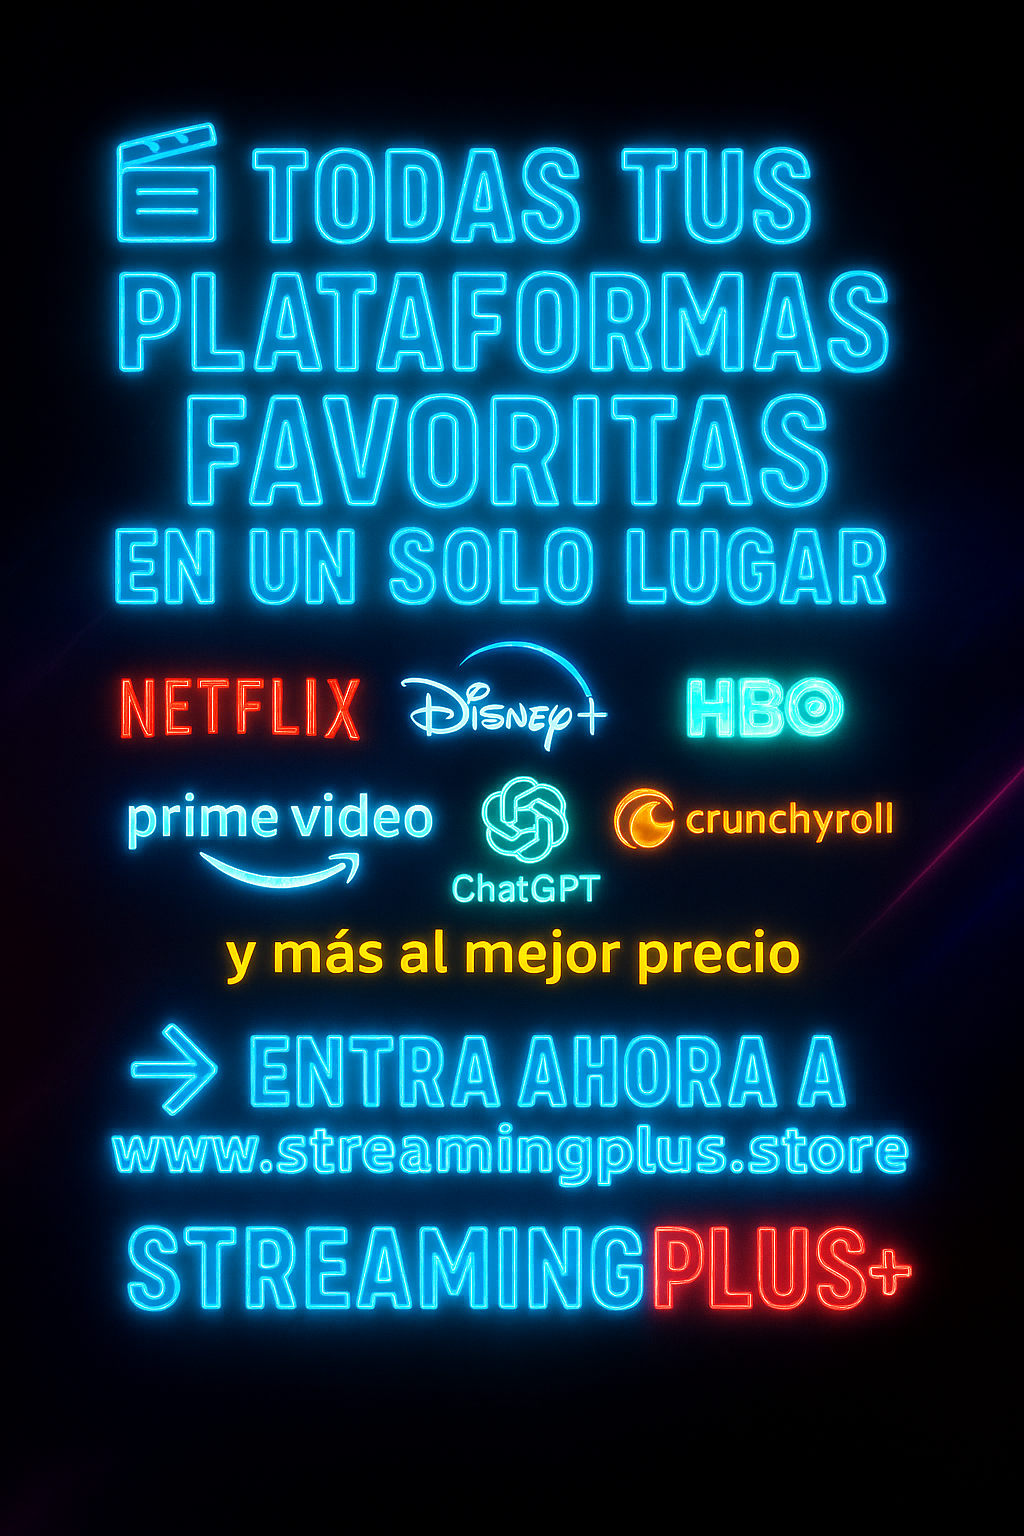 TODAS TUS
PLATAFORMAS
FAVORITAS
EN UN SOLO LUGAR
NETFLIX Disney+ HBO
prime video ChatGPT crunchyroll
y más al mejor precio
→ ENTRA AHORA A
www.streamingplus.store
STREAMINGPLUS+